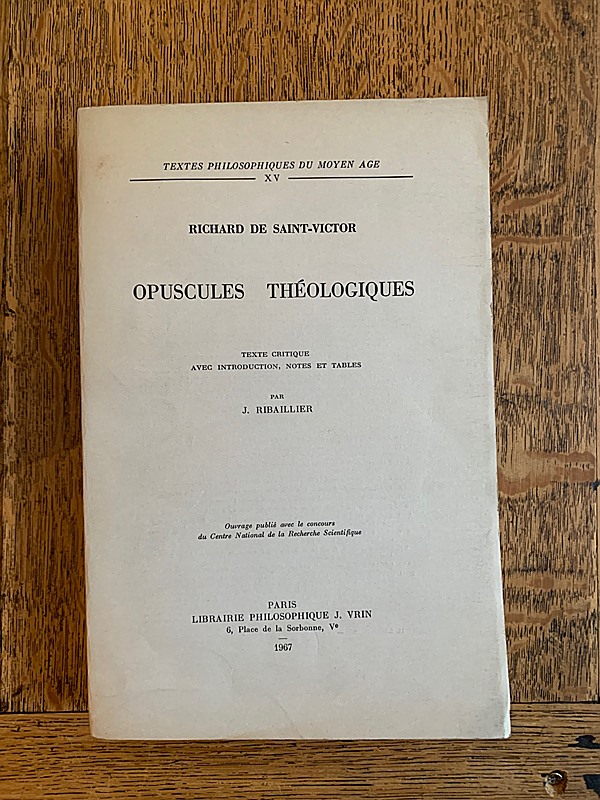 TEXTES PHILOSOPHIQUES DU MOYEN AGE
XV
RICHARD DE SAINT-VICTOR
OPUSCULES THÉOLOGIQUES
TEXTE CRITIQUE
AVEC INTRODUCTION, NOTES ET TABLES
PAR
J. RIBAILLIER
Ouvrage publié avec le concours
du Centre National de la Recherche Scientifique
PARIS
LIBRAIRIE PHILOSOPHIQUE J. VRIN
6, Place de la Sorbonne, Ve
1967